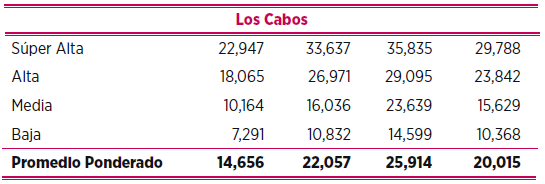 Los Cabos
Súper Alta 22,947 33,637 35,835 29,788
Alta 18,065 26,971 29,095 23,842
Media 10,164 16,036 23,639 15,629
Baja 7,291 10,832 14,599 10,368
Promedio Ponderado 14,656 22,057 25,914 20,015